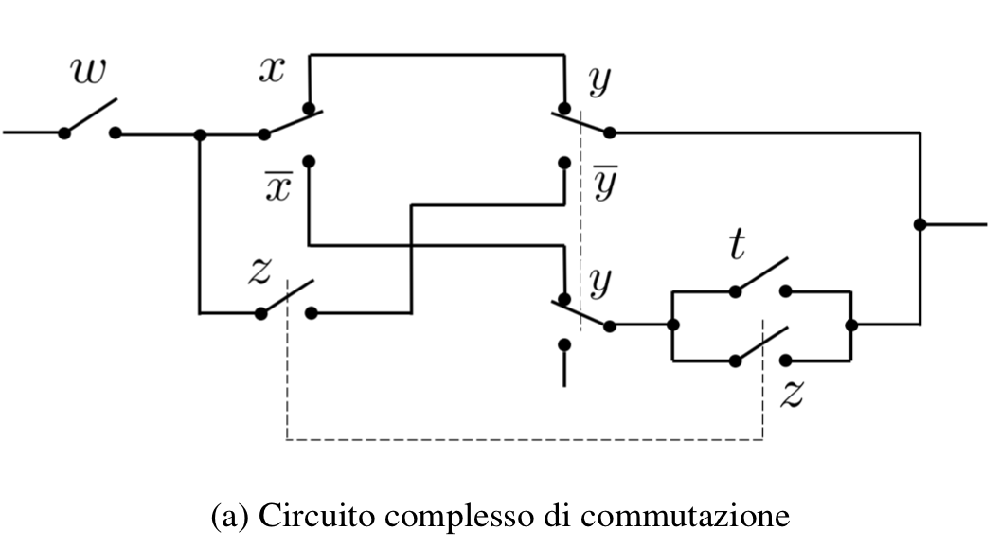 w
x
y
x̅
y̅
z
y
t
z
(a) Circuito complesso di commutazione